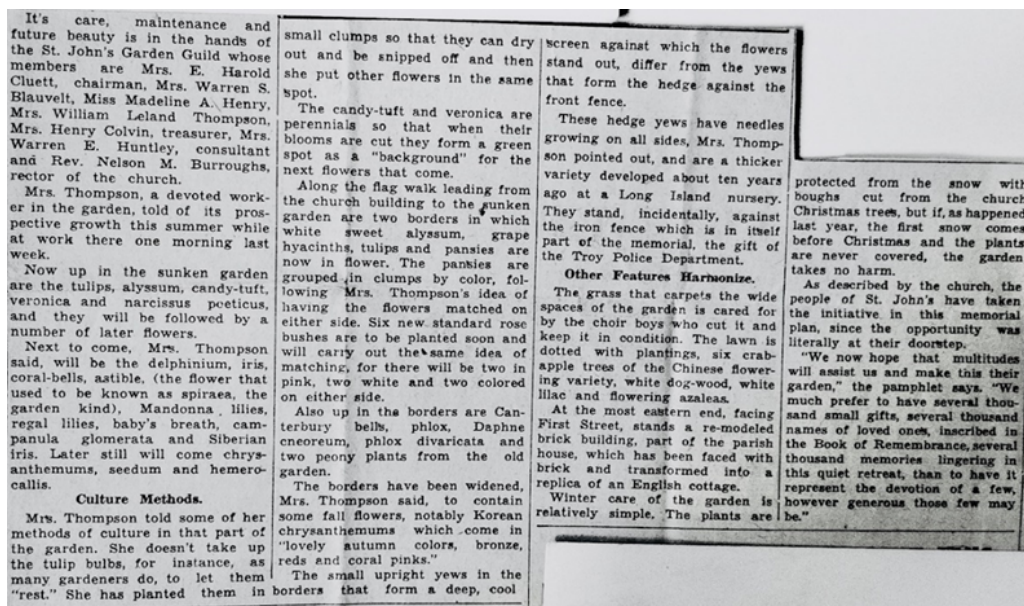 It's care, maintenance and
future beauty is in the hands of
the St. John's Garden Guild whose
members are Mrs. E. Harold
Cluett, chairman, Mrs. Warren S.
Blauvelt, Miss Madeline A. Henry,
Mrs. William Leland Thompson,
Mrs. Henry Colvin, treasurer, Mrs.
Warren E. Huntley, consultant
and Rev. Nelson M. Burroughs,
rector of the church.
Mrs. Thompson, a devoted work-
er in the garden, told of its pros-
pective growth this summer while
at work there one morning last
week.
Now up in the sunken garden
are the tulips, alyssum, candy-tuft,
veronica and narcissus poeticus,
and they will be followed by a
number of later flowers.
Next to come, Mrs. Thompson
said, will be the delphinium, iris,
coral-bells, astible, (the flower that
used to be known as spiraea, the
garden kind), Mandonna lilies,
regal lilies, baby's breath, cam-
panula glomerata and Siberian
iris. Later still will come chrys-
anthemums, seedum and hemero-
callis.
Culture Methods.
Mrs. Thompson told some of her
methods of culture in that part of
the garden. She doesn't take up
the tulip bulbs, for instance, as
many gardeners do, to let them
"rest." She has planted them in
small clumps so that they can dry
out and be snipped off and then
she put other flowers in the same
spot.
The candy-tuft and veronica are
perennials so that when their
blooms are cut they form a green
spot as a "background" for the
next flowers that come.
Along the flag walk leading from
the church building to the sunken
garden are two borders in which
white sweet alyssum, grape
hyacinths, tulips and pansies are
now in flower. The pansies are
grouped in clumps by color, fol-
lowing Mrs. Thompson's idea of
having the flowers matched on
either side. Six new standard rose
bushes are to be planted soon and
will carry out the same idea of
matching, for there will be two in
pink, two white and two colored
on either side.
Also up in the borders are Can-
terbury bells, phlox, Daphne
cneoreum, phlox divaricata and
two peony plants from the old
garden.
The borders have been widened,
Mrs. Thompson said, to contain
some fall flowers, notably Korean
chrysanthemums which come in
"lovely autumn colors, bronze,
reds and coral pinks."
The small upright yews in the
borders that form a deep, cool
screen against which the flowers
stand out, differ from the yews
that form the hedge against the
front fence.
These hedge yews have needles
growing on all sides, Mrs. Thomp-
son pointed out, and are a thicker
variety developed about ten years
ago at a Long Island nursery.
They stand, incidentally, against
the iron fence which is in itself
part of the memorial, the gift of
the Troy Police Department.
Other Features Harmonize.
The grass that carpets the wide
spaces of the garden is cared for
by the choir boys who cut it and
keep it in condition. The lawn is
dotted with plantings, six crab-
apple trees of the Chinese flower-
ing variety, white dog-wood, white
lilac and flowering azaleas.
At the most eastern end, facing
First Street, stands a re-modeled
brick building, part of the parish
house, which has been faced with
brick and transformed into a
replica of an English cottage.
Winter care of the garden is
relatively simple. The plants are
protected from the snow with
boughs cut from the church
Christmas trees, but if, as happened
last year, the first snow comes
before Christmas and the plants
are never covered, the garden
takes no harm.
As described by the church, the
people of St. John's have taken
the initiative in this memorial
plan, since the opportunity was
literally at their doorstep.
"We now hope that multitudes
will assist us and make this their
garden," the pamphlet says. "We
much prefer to have several thou-
sand small gifts, several thousand
names of loved ones, inscribed in
the Book of Remembrance, several
thousand memories lingering in
this quiet retreat, than to have it
represent the devotion of a few,
however generous those few may
be."